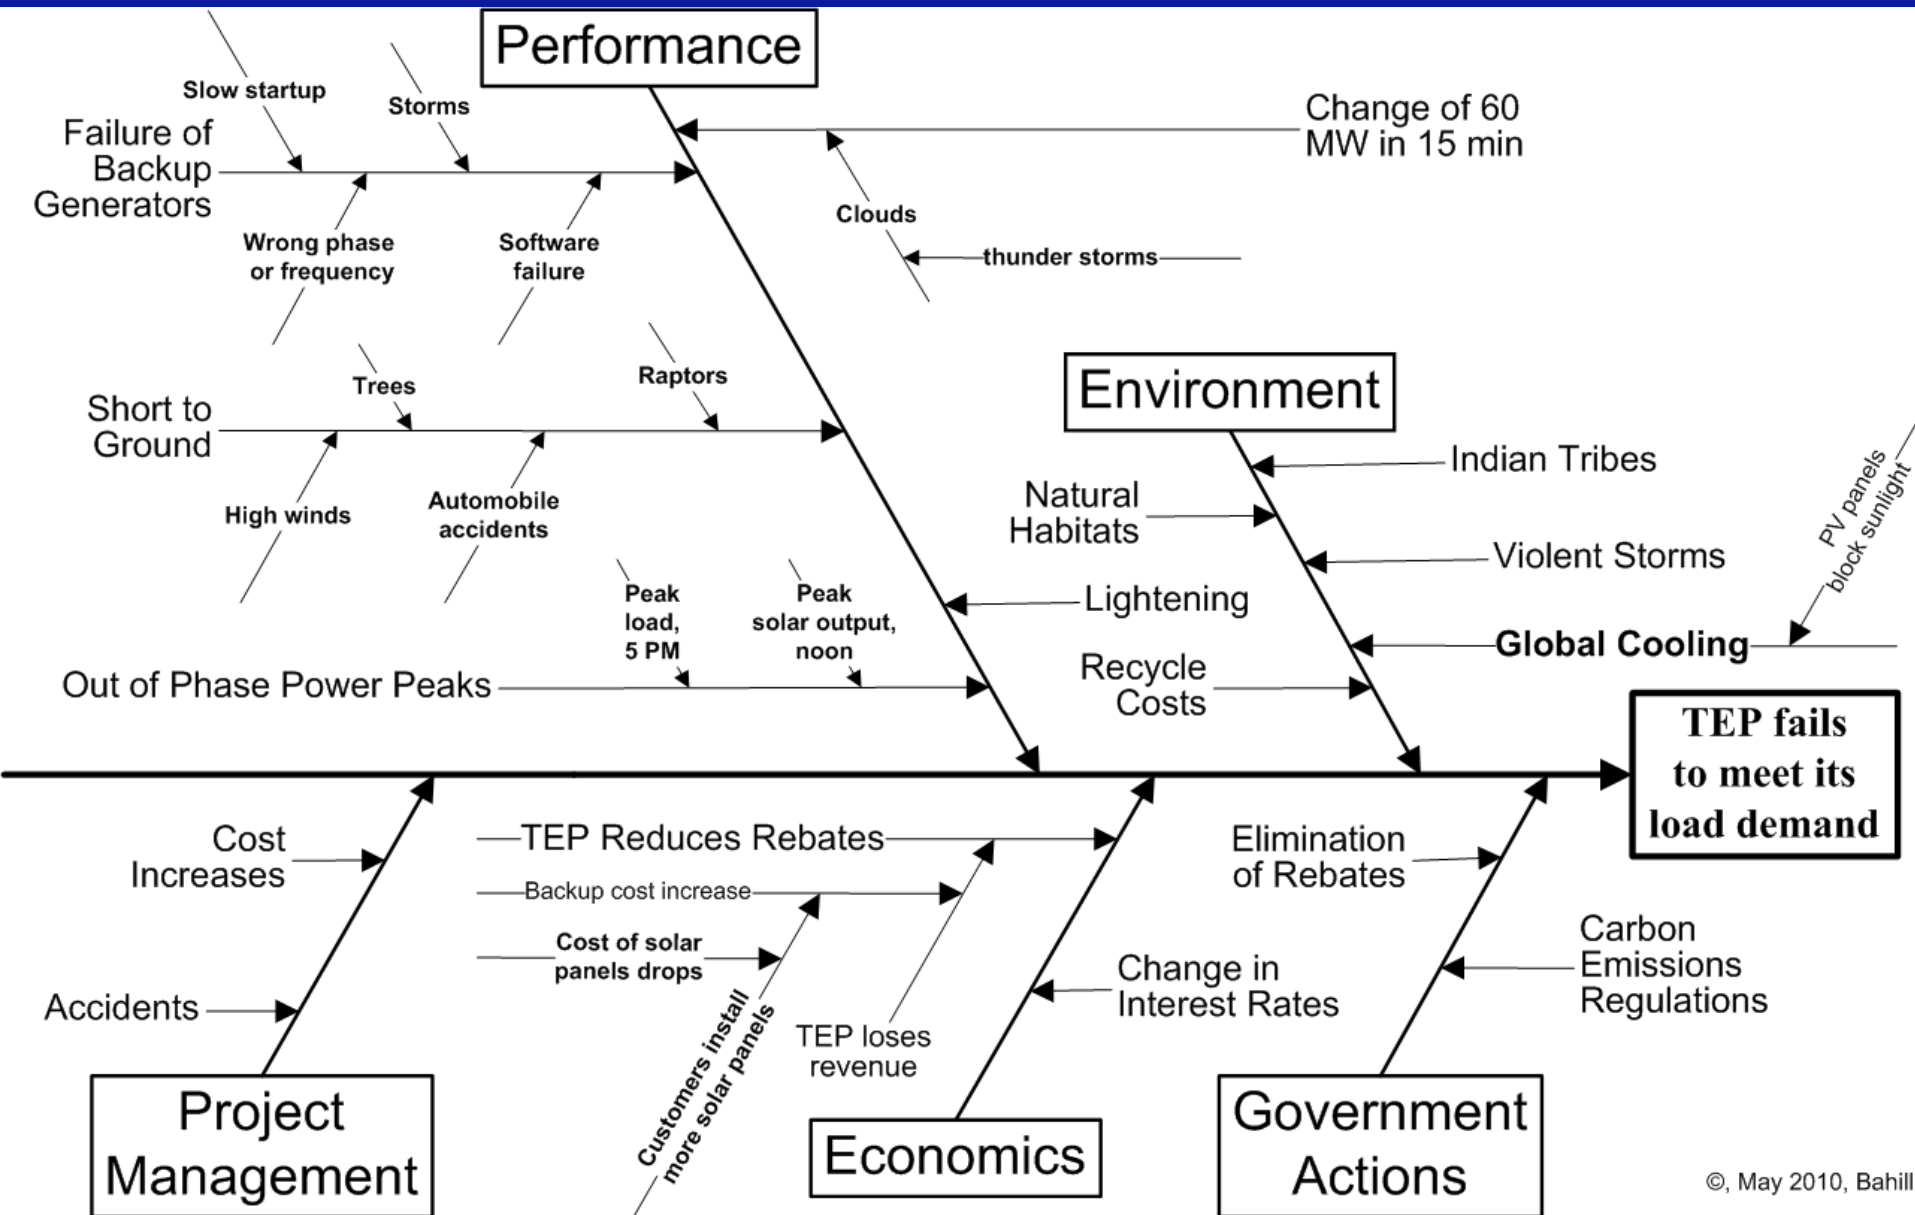 Performance
Slow startup
Storms
Failure of
Backup
Generators
Change of 60
MW in 15 min
Wrong phase
or frequency
Software
failure
Clouds
thunder storms
Trees
Raptors
Short to
Ground
High winds
Automobile
accidents
Environment
Indian Tribes
Natural
Habitats
Violent Storms
PV panels
block sunlight
Lightening
Global Cooling
Peak
load,
5 PM
Peak
solar output,
noon
Out of Phase Power Peaks
Recycle
Costs
TEP fails
to meet its
load demand
Cost
Increases
Accidents
Project
Management
TEP Reduces Rebates
Backup cost increase
Cost of solar
panels drops
Customers install
more solar panels
TEP loses
revenue
Change in
Interest Rates
Economics
Elimination
of Rebates
Carbon
Emissions
Regulations
Government
Actions
©, May 2010, Bahill